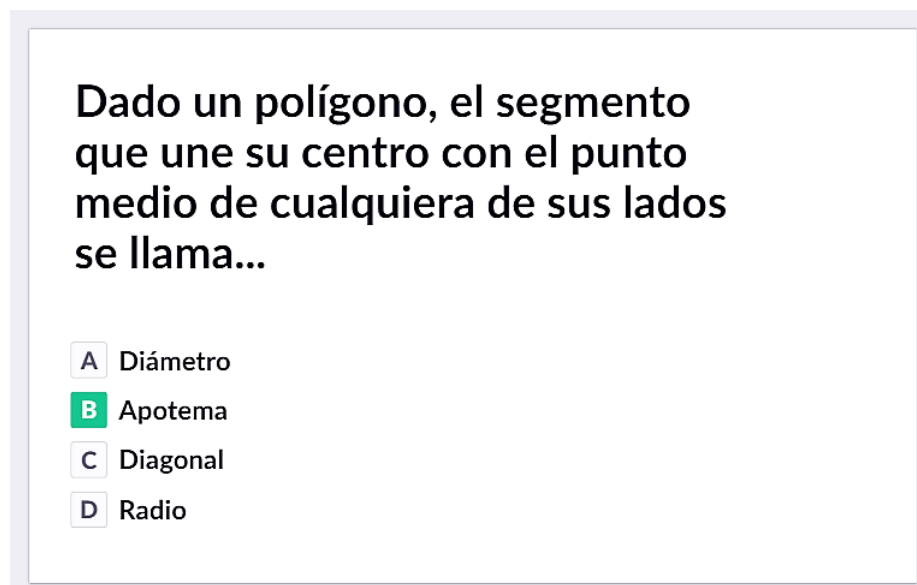 Dado un polígono, el segmento
que une su centro con el punto
medio de cualquiera de sus lados
se llama...
A Diámetro
B Apotema
C Diagonal
D Radio